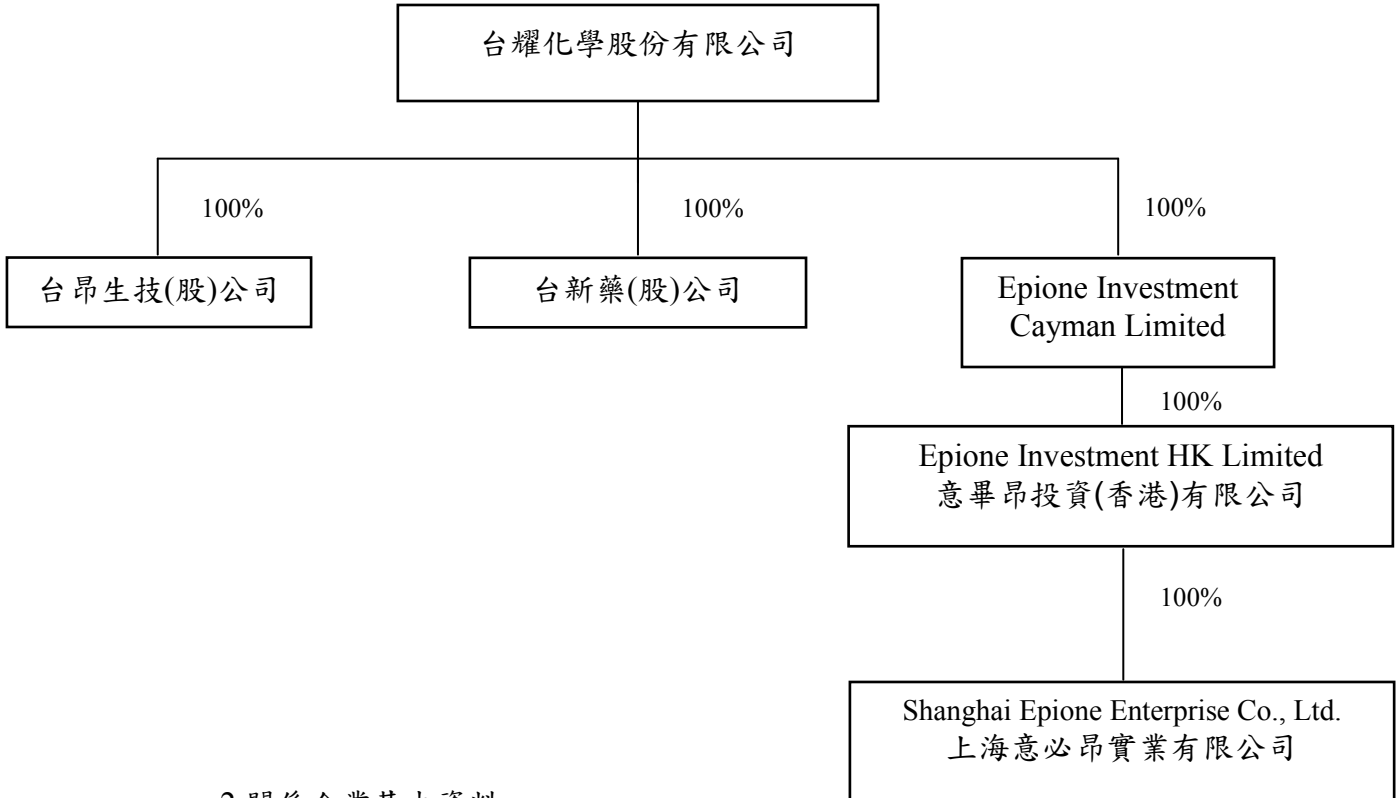 台耀化學股份有限公司
100%
100%
100%
台昂生技(股)公司
台新藥(股)公司
Epione Investment
Cayman Limited
100%
Epione Investment HK Limited
意畢昂投資(香港)有限公司
100%
Shanghai Epione Enterprise Co., Ltd.
上海意必昂實業有限公司